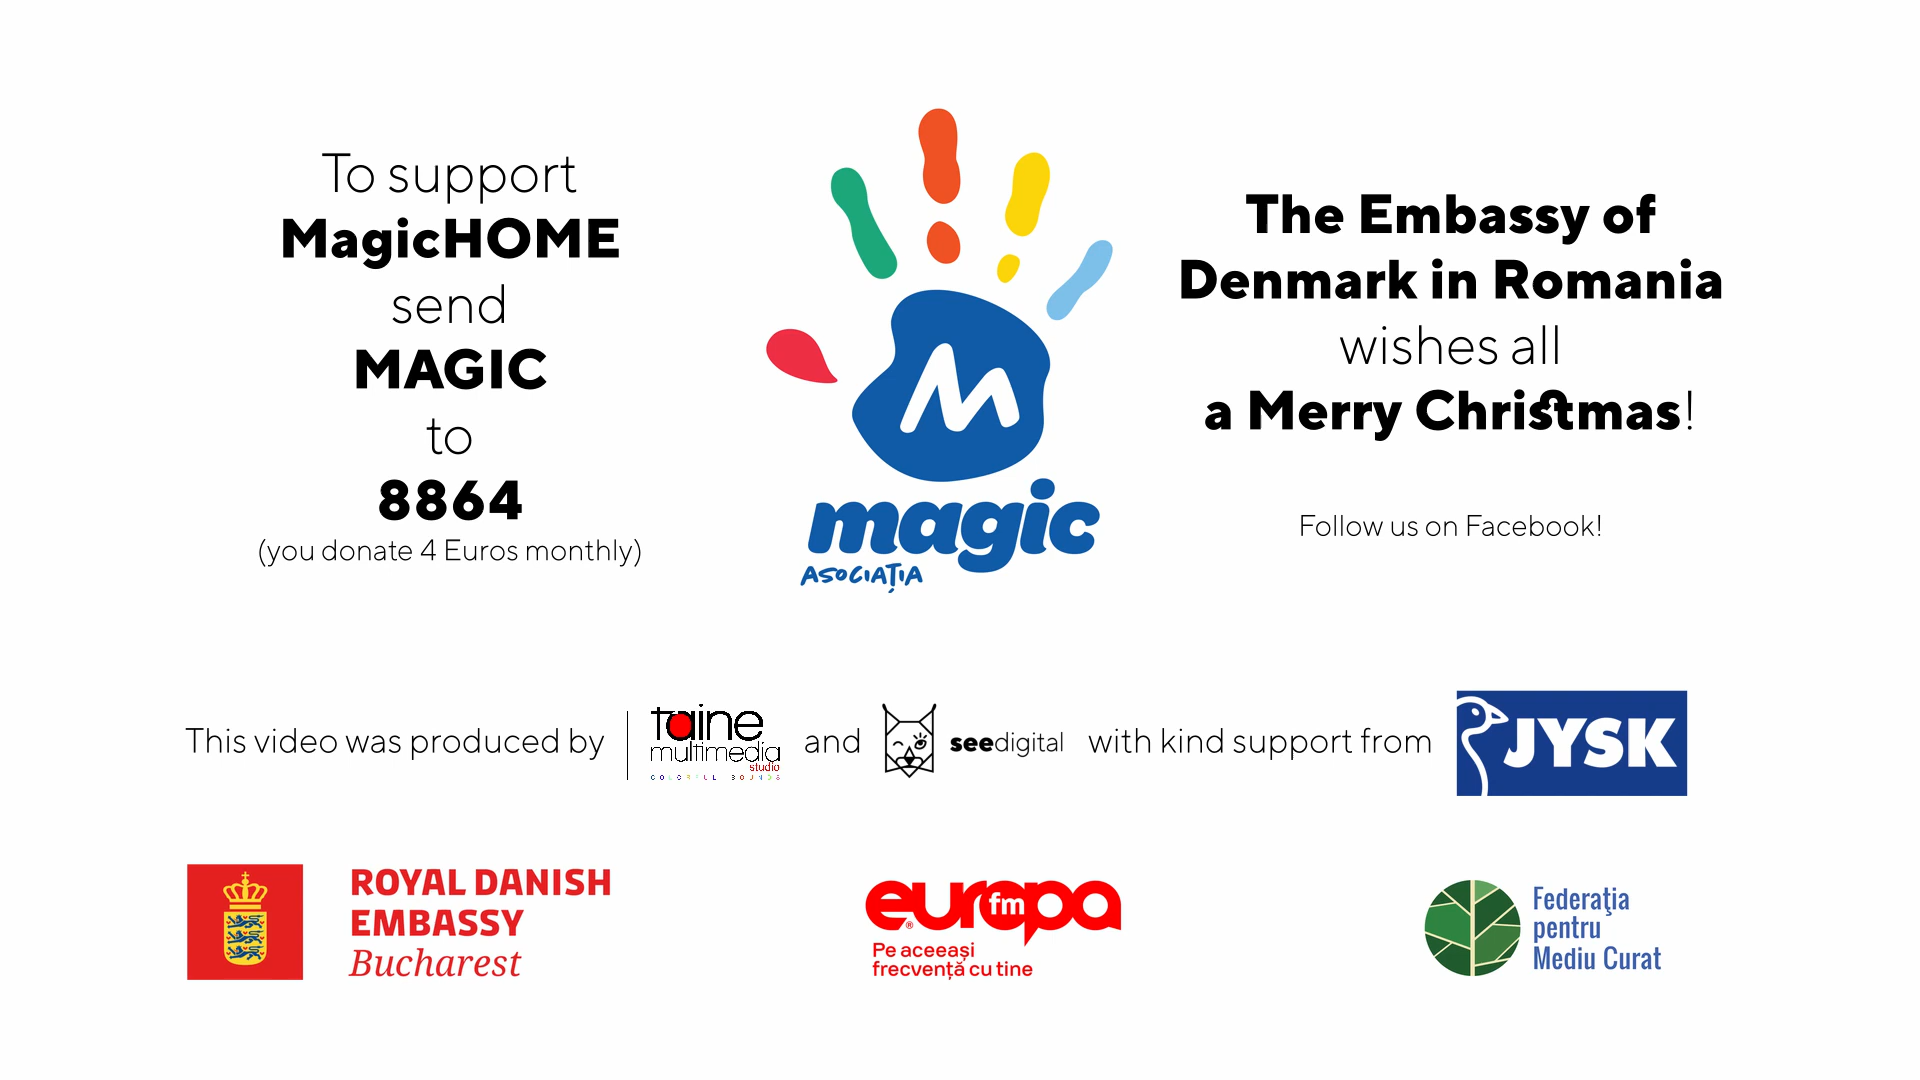 To support
MagicHOME
send
MAGIC
to
8864
(you donate 4 Euros monthly)
M
magic
ASOCIAȚIA
The Embassy of
Denmark in Romania
wishes all
a Merry Christmas!
Follow us on Facebook!
This video was produced by
taine
multimedia
studio
COLORFUL SOUNDS
and
seedigital
with kind support from
JYSK
ROYAL DANISH
EMBASSY
Bucharest
europa
fm
®
Pe aceeași
frecvență cu tine
Federaţia
pentru
Mediu Curat